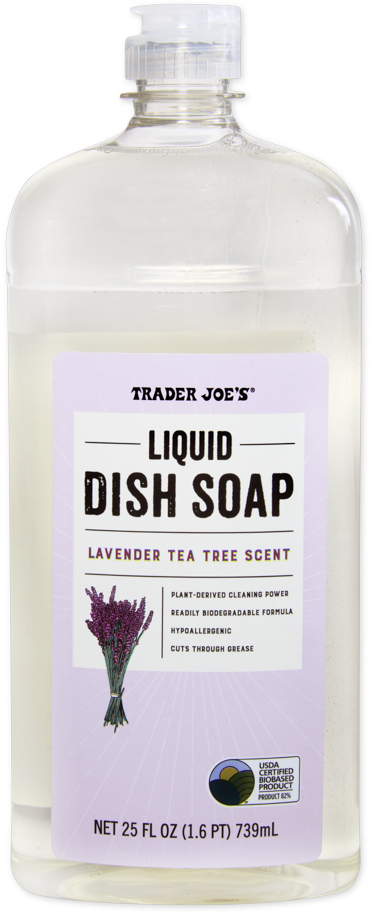 TRADER JOE'S®
LIQUID
DISH SOAP
LAVENDER TEA TREE SCENT
PLANT-DERIVED CLEANING POWER
READILY BIODEGRADABLE FORMULA
HYPOALLERGENIC
CUTS THROUGH GREASE
USDA
CERTIFIED
BIOBASED
PRODUCT
PRODUCT 82%
NET 25 FL OZ (1.6 PT) 739mL